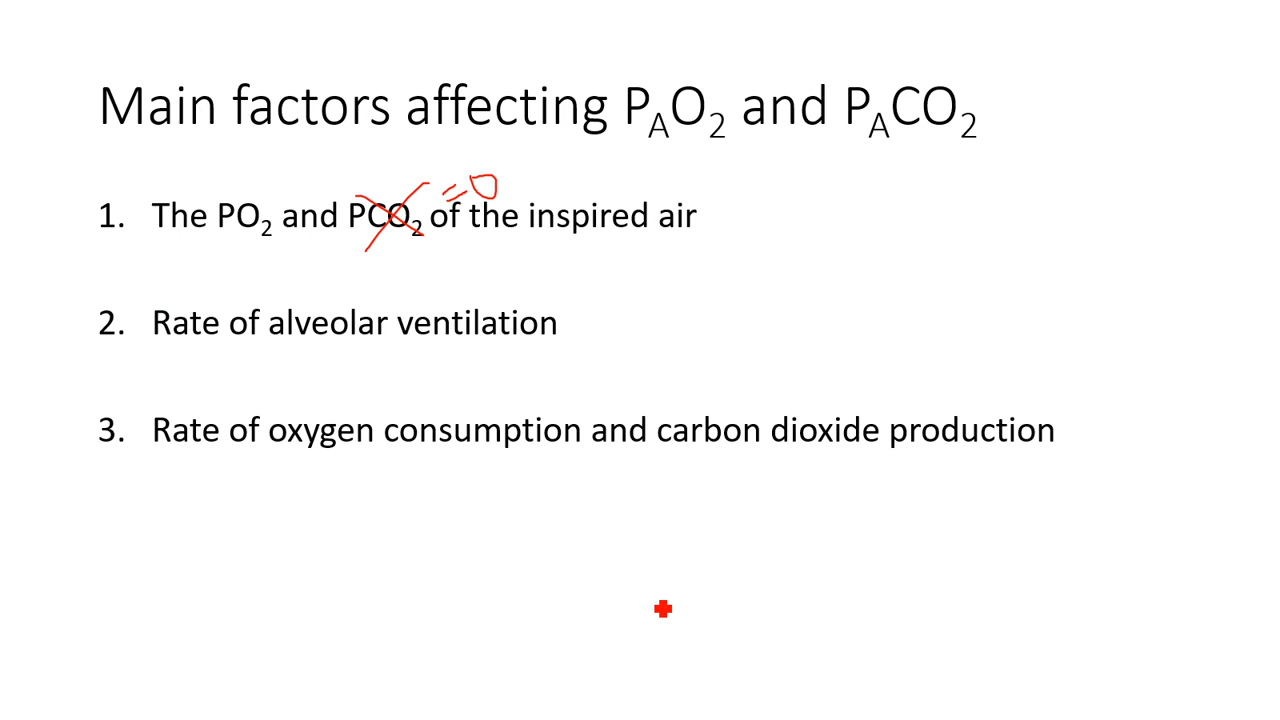 Main factors affecting PAO2 and PACO2
=0
1. The PO2 and PCO2 of the inspired air
2. Rate of alveolar ventilation
3. Rate of oxygen consumption and carbon dioxide production